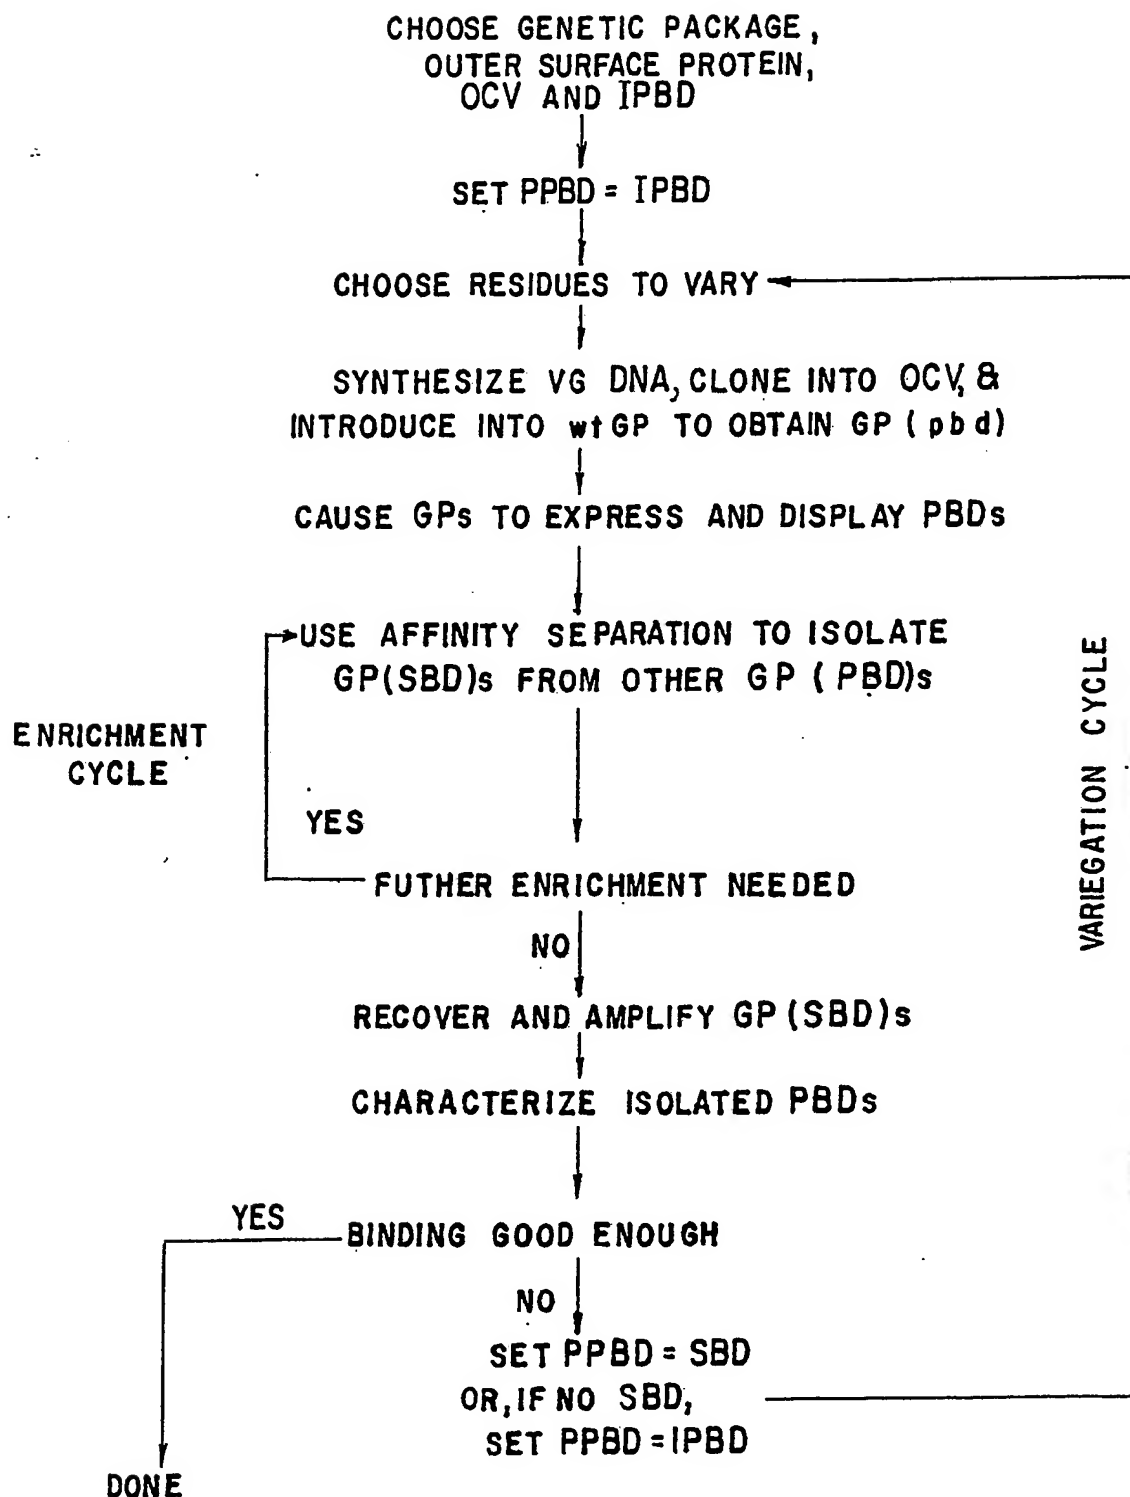 CHOOSE GENETIC PACKAGE,
OUTER SURFACE PROTEIN,
OCV AND IPBD
SET PPBD = IPBD
CHOOSE RESIDUES TO VARY
SYNTHESIZE VG DNA, CLONE INTO OCV, &
INTRODUCE INTO wtGP TO OBTAIN GP (pbd)
CAUSE GPs TO EXPRESS AND DISPLAY PBDs
USE AFFINITY SEPARATION TO ISOLATE
GP(SBD)s FROM OTHER GP (PBD)s
ENRICHMENT
CYCLE
YES
FUTHER ENRICHMENT NEEDED
NO
VARIEGATION CYCLE
RECOVER AND AMPLIFY GP (SBD)s
CHARACTERIZE ISOLATED PBDs
YES
BINDING GOOD ENOUGH
NO
SET PPBD = SBD
OR, IF NO SBD,
SET PPBD = IPBD
DONE